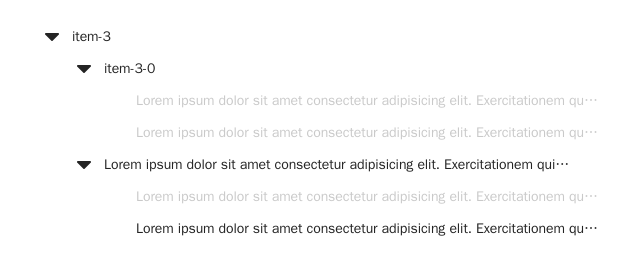 item-3
item-3-0
Lorem ipsum dolor sit amet consectetur adipisicing elit. Exercitationem qu…
Lorem ipsum dolor sit amet consectetur adipisicing elit. Exercitationem qu…
Lorem ipsum dolor sit amet consectetur adipisicing elit. Exercitationem qui…
Lorem ipsum dolor sit amet consectetur adipisicing elit. Exercitationem qu…
Lorem ipsum dolor sit amet consectetur adipisicing elit. Exercitationem qu…